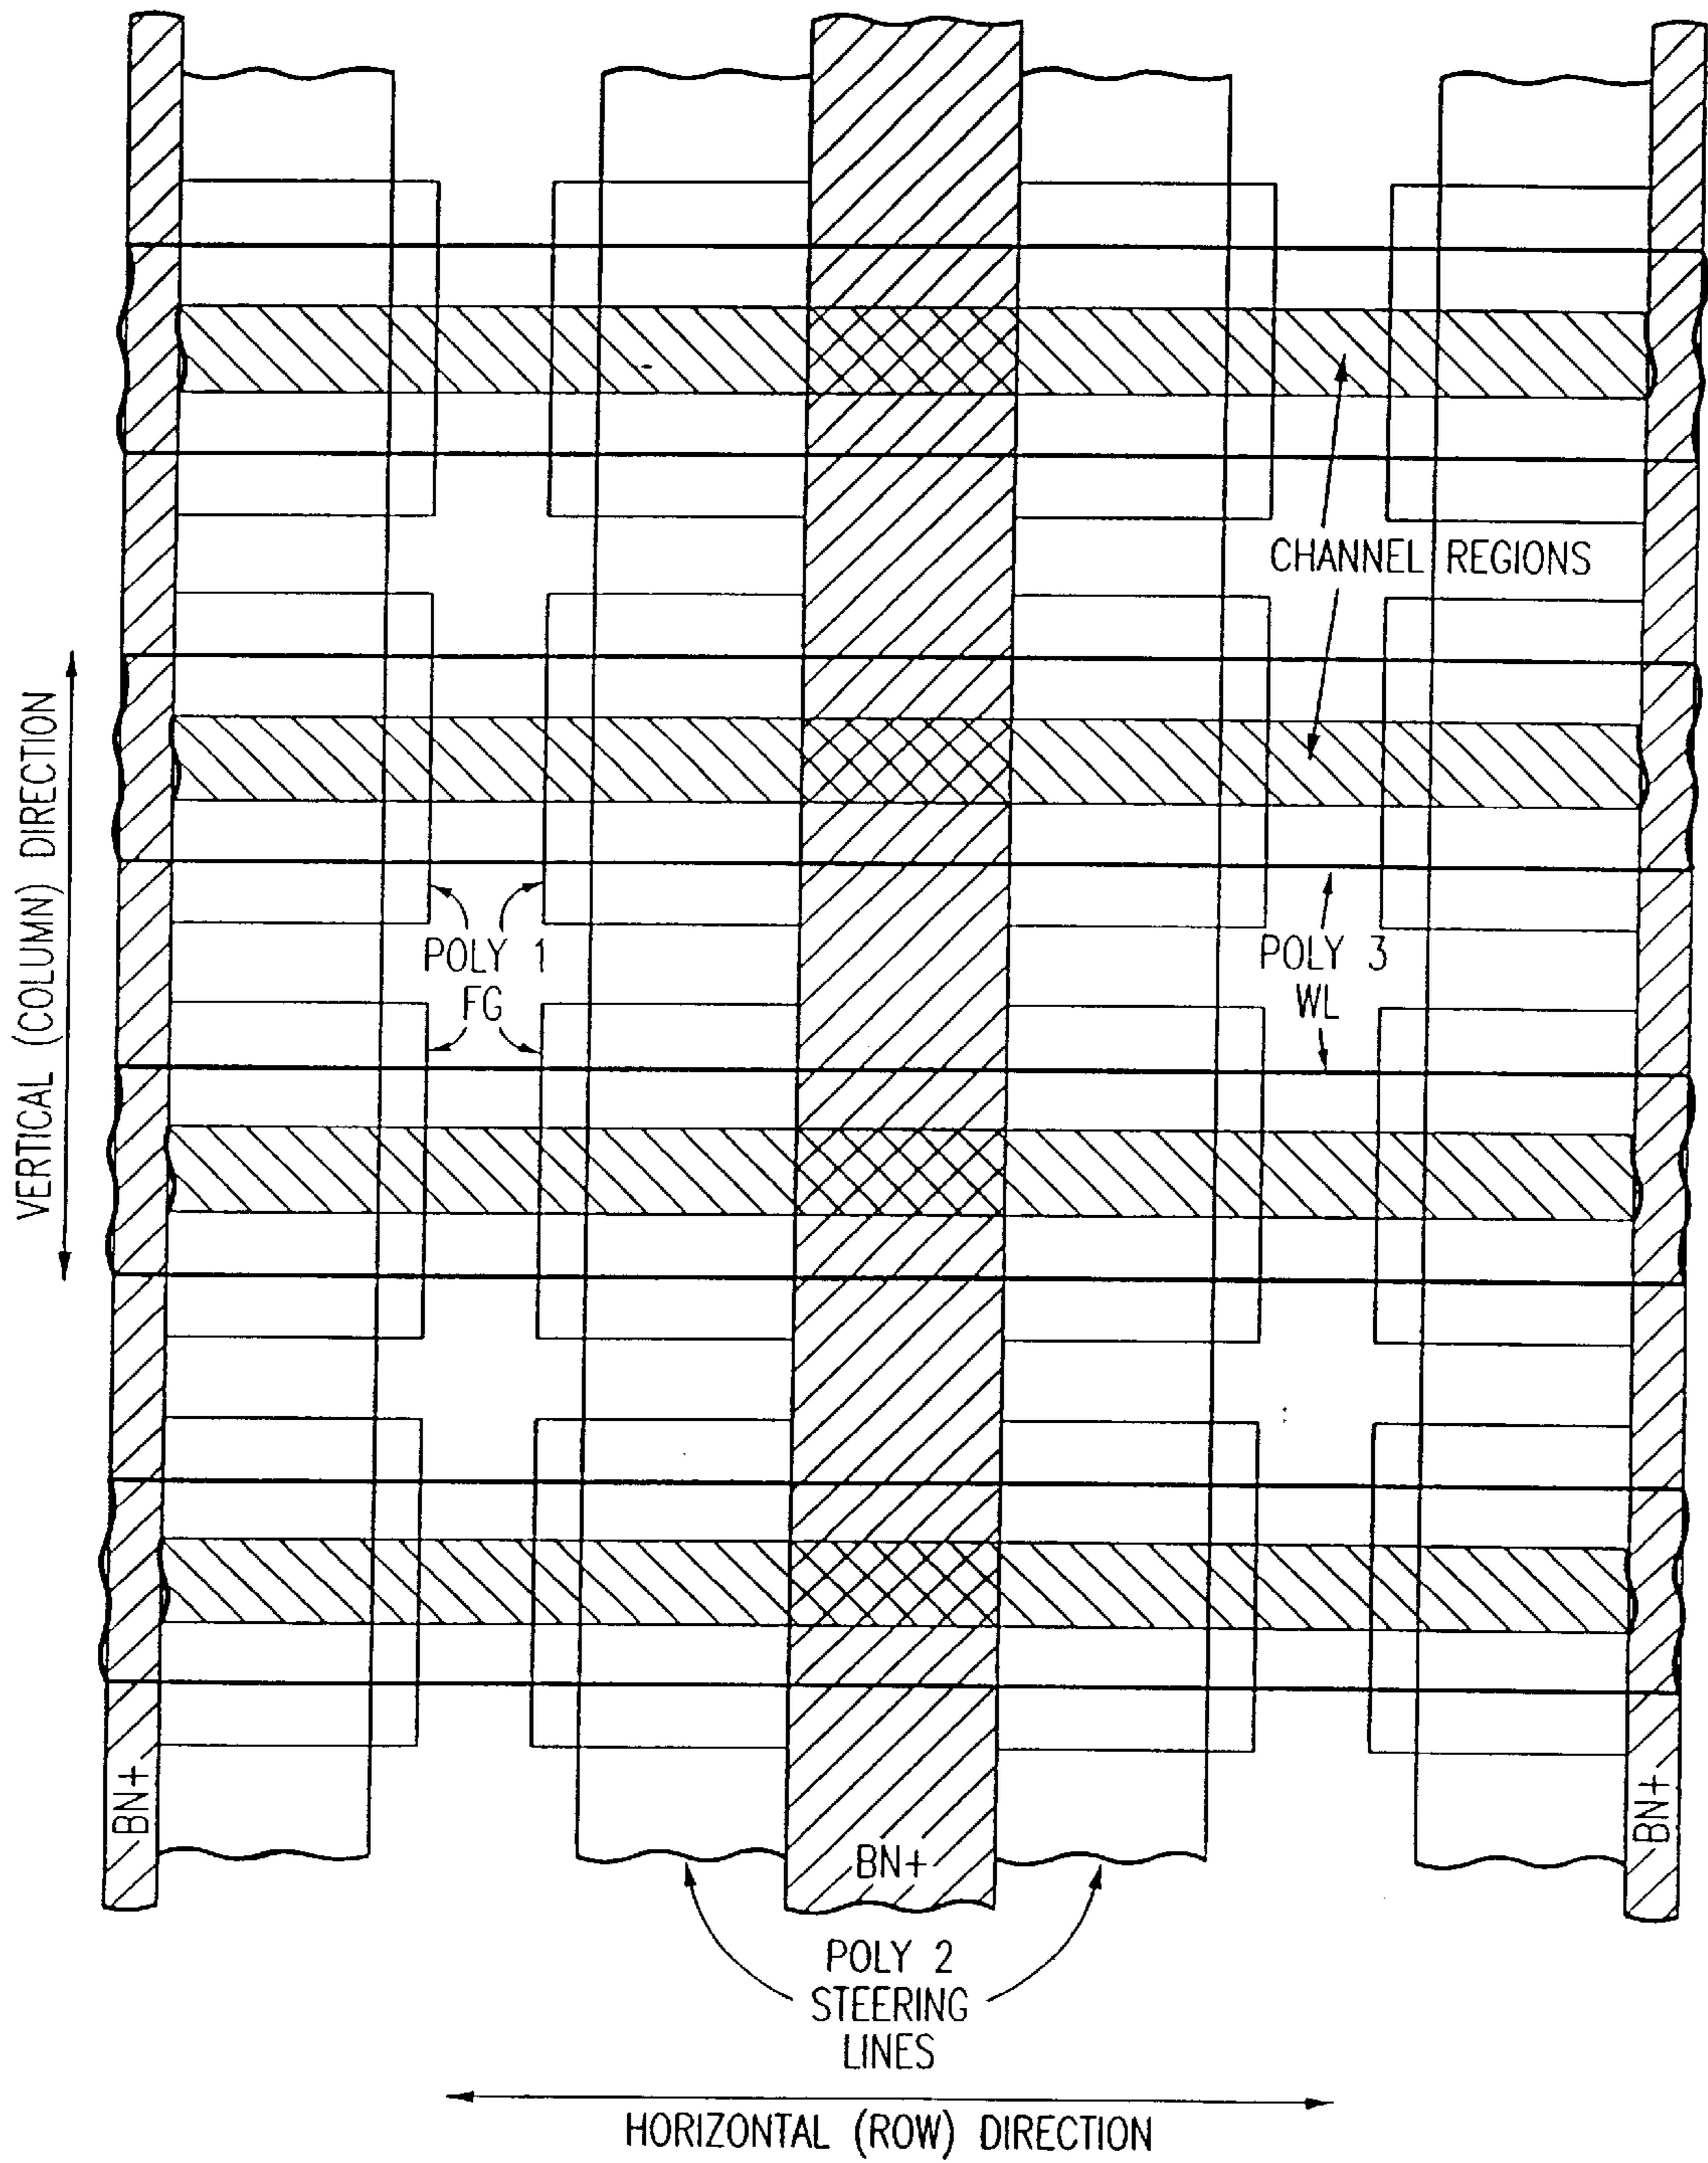 CHANNEL REGIONS
VERTICAL (COLUMN) DIRECTION
POLY 1
FG
POLY 3
WL
BN+
BN+
BN+
POLY 2
STEERING
LINES
HORIZONTAL (ROW) DIRECTION